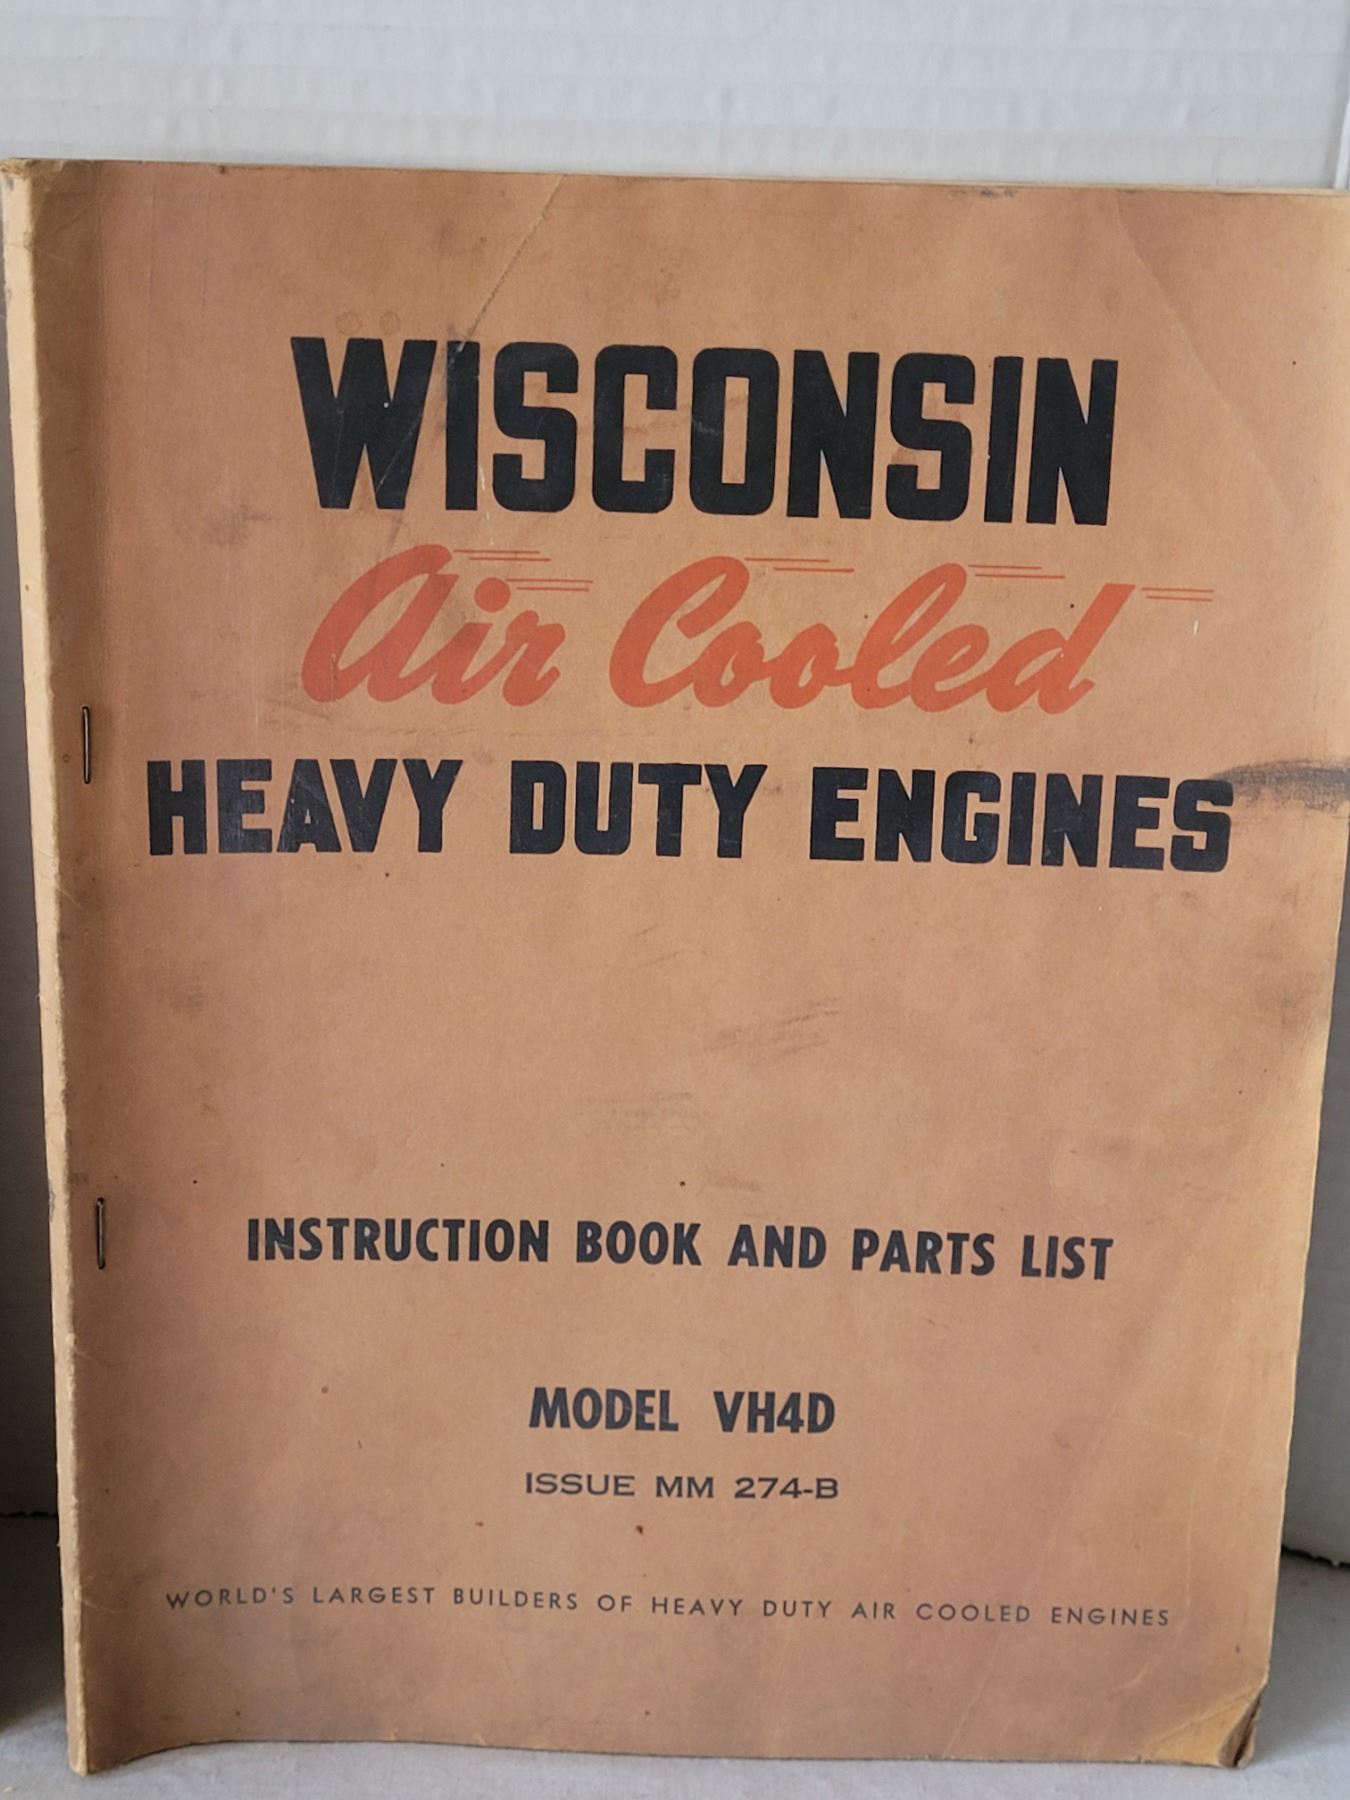 WISCONSIN
Air Cooled
HEAVY DUTY ENGINES
INSTRUCTION BOOK AND PARTS LIST
MODEL VH4D
ISSUE MM 274-B
WORLD'S LARGEST BUILDERS OF HEAVY DUTY AIR COOLED ENGINES